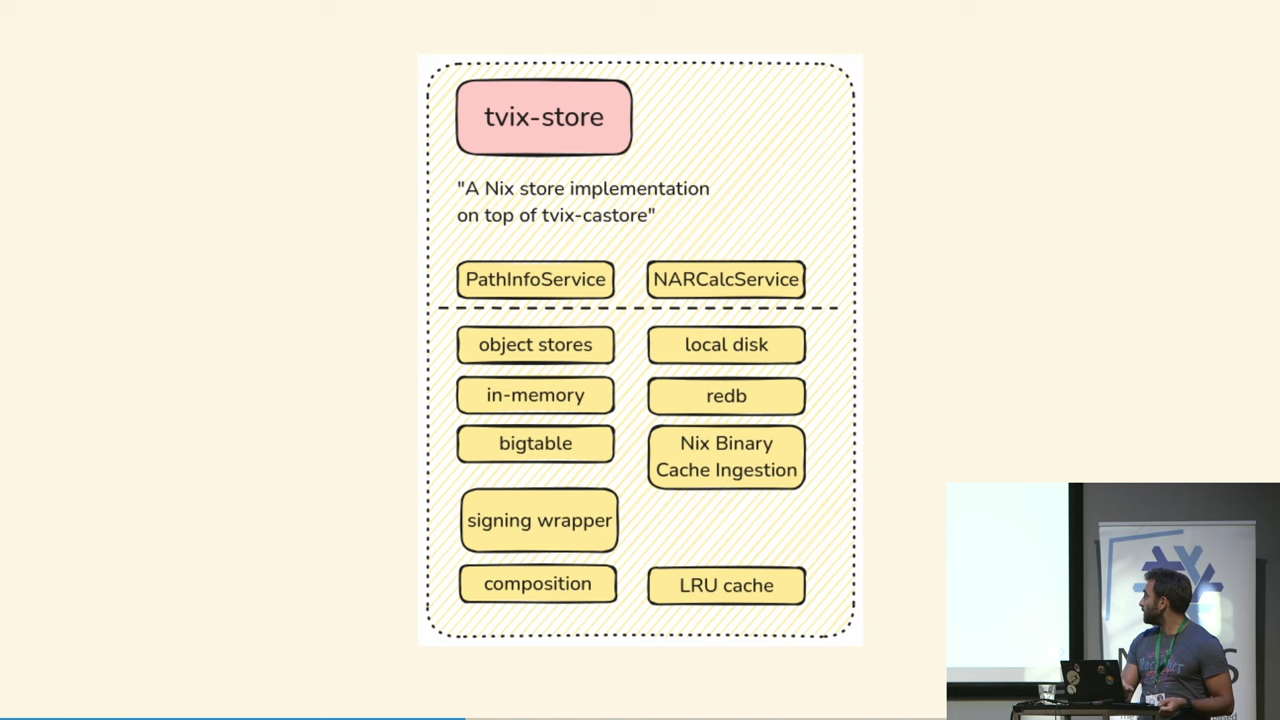 tvix-store
"A Nix store implementation
on top of tvix-castore"
PathInfoService
NARCalcService
object stores
local disk
in-memory
redb
bigtable
Nix Binary
Cache Ingestion
signing wrapper
composition
LRU cache